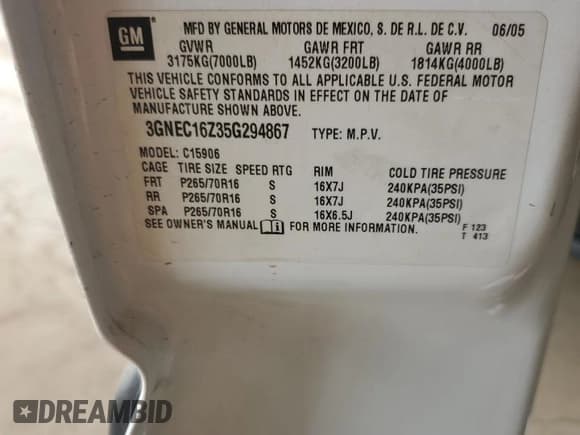 GM
MFD BY GENERAL MOTORS DE MEXICO, S. DE R.L. DE C.V. 06/05
GVWR GAWR FRT GAWR RR
3175KG(7000LB) 1452KG(3200LB) 1814KG(4000LB)
THIS VEHICLE CONFORMS TO ALL APPLICABLE U.S. FEDERAL MOTOR
VEHICLE SAFETY STANDARDS IN EFFECT ON THE DATE OF
MANUFACTURE SHOWN ABOVE.
3GNEC16Z35G294867 TYPE: M.P.V.
MODEL: C15906
CAGE TIRE SIZE SPEED RTG RIM COLD TIRE PRESSURE
FRT P265/70R16 S 16X7J 240KPA(35PSI)
RR P265/70R16 S 16X7J 240KPA(35PSI)
SPA P265/70R16 S 16X6.5J 240KPA(35PSI)
SEE OWNER'S MANUAL FOR MORE INFORMATION. F 123
T 413
DREAMBID